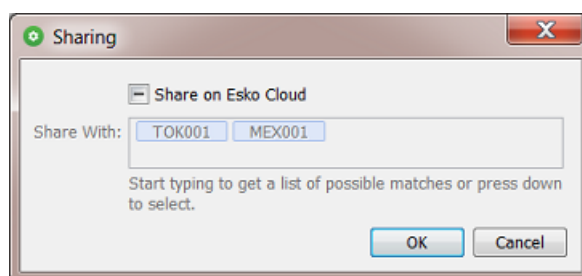 Sharing
Share on Esko Cloud
Share With: TOK001 MEX001
Start typing to get a list of possible matches or press down
to select.
OK Cancel